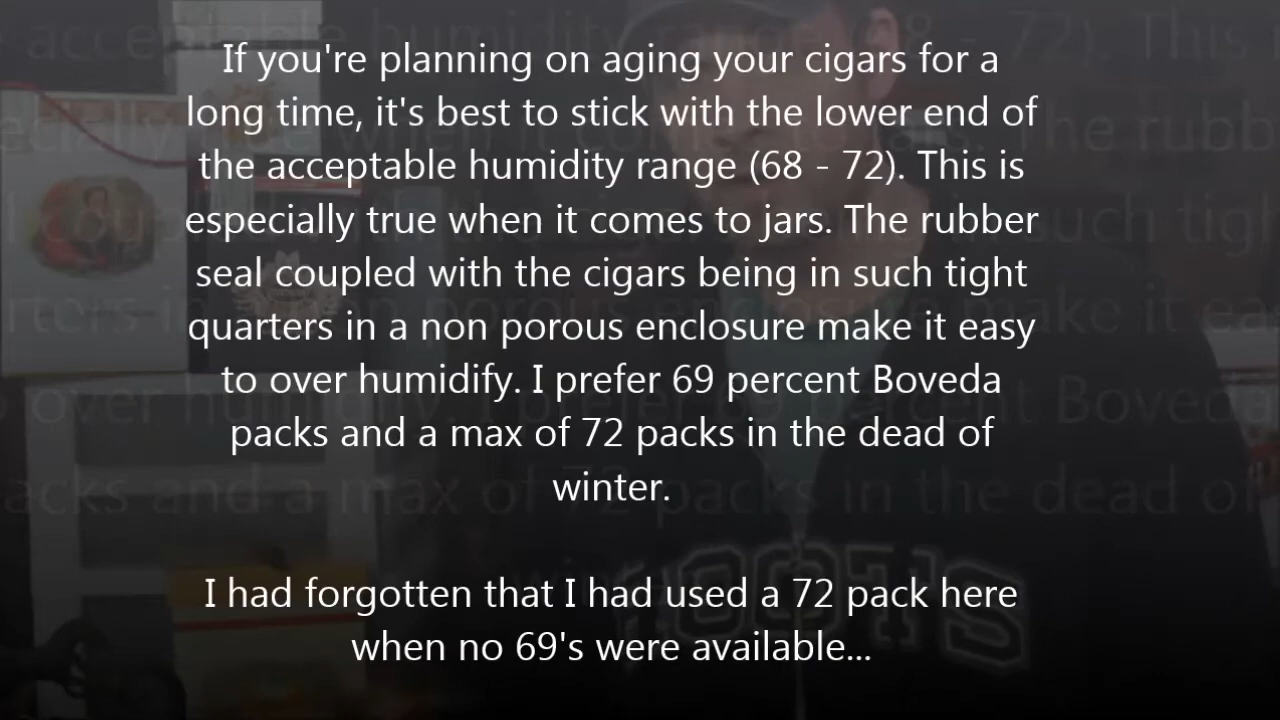 If you're planning on aging your cigars for a
long time, it's best to stick with the lower end of
the acceptable humidity range (68 - 72). This is
especially true when it comes to jars. The rubber
seal coupled with the cigars being in such tight
quarters in a non porous enclosure make it easy
to over humidify. I prefer 69 percent Boveda
packs and a max of 72 packs in the dead of
winter.
I had forgotten that I had used a 72 pack here
when no 69's were available...